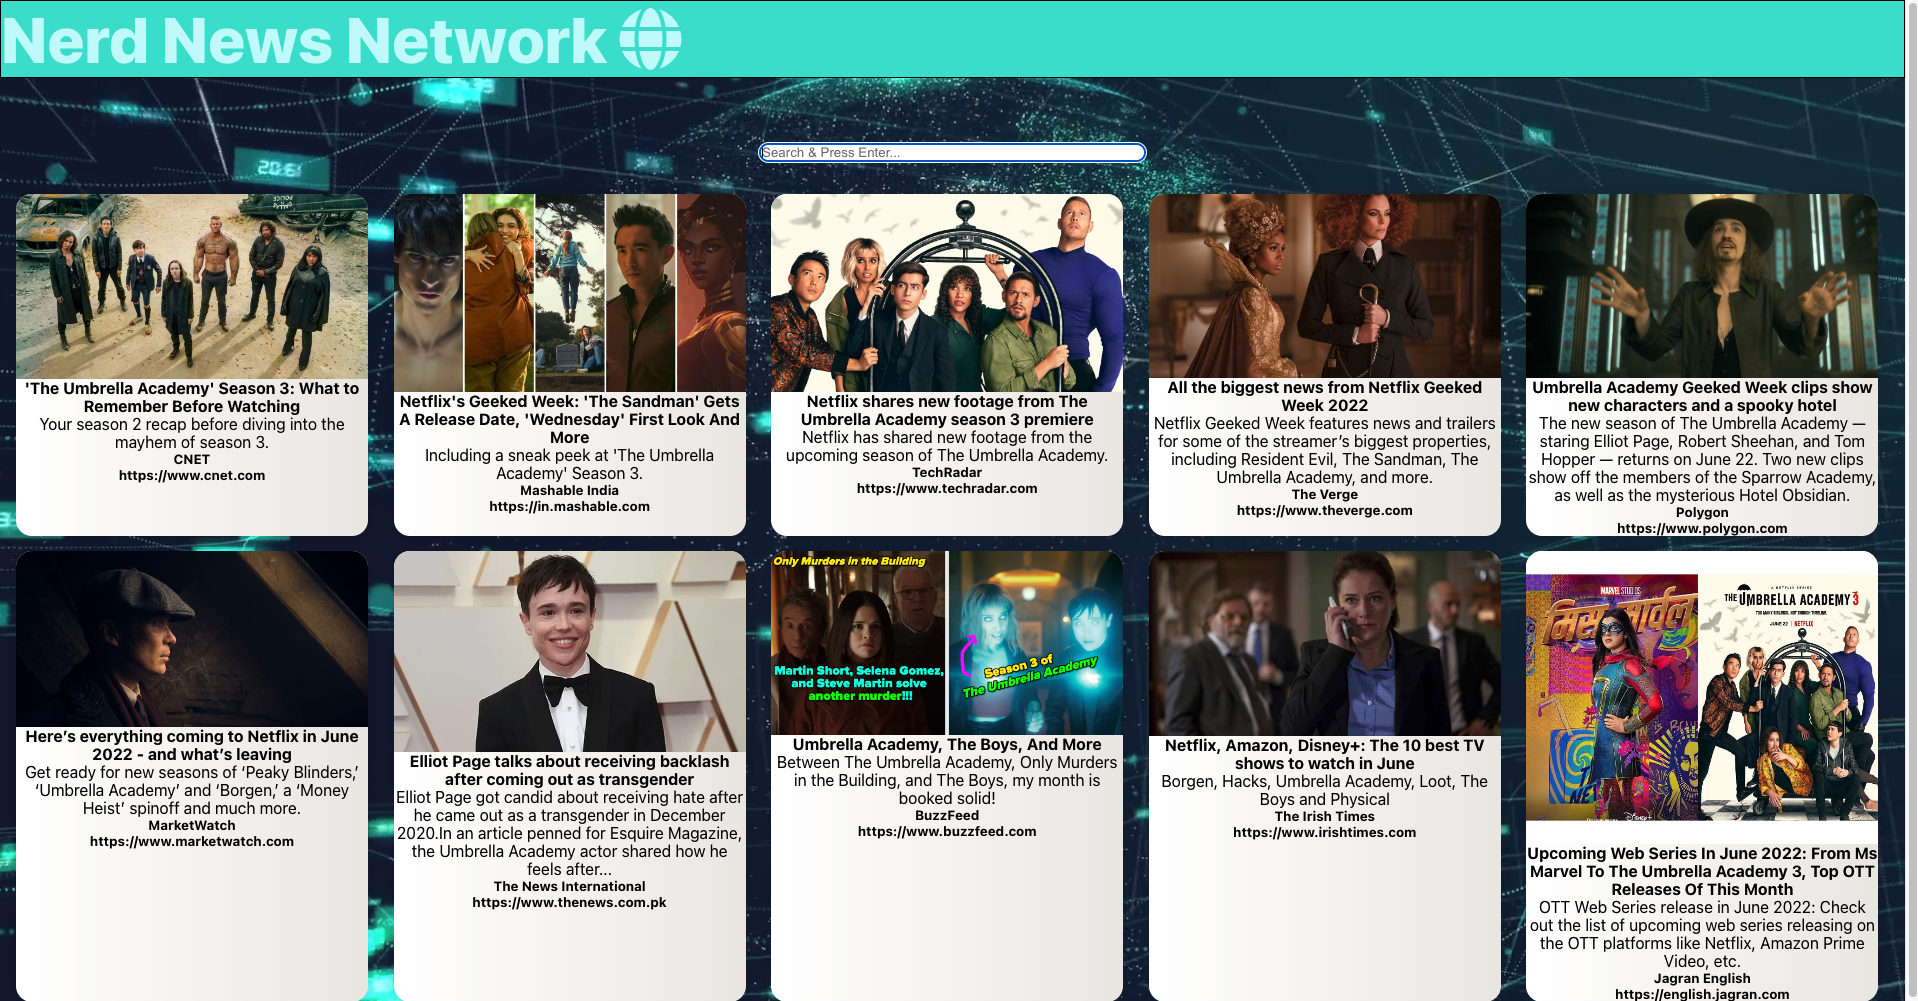 Nerd News Network
20.61
Search & Press Enter...
POLICE
'The Umbrella Academy' Season 3: What to
Remember Before Watching
Your season 2 recap before diving into the
mayhem of season 3.
CNET
https://www.cnet.com
Netflix's Geeked Week: 'The Sandman' Gets
A Release Date, 'Wednesday' First Look And
More
Including a sneak peek at 'The Umbrella
Academy' Season 3.
Mashable India
https://in.mashable.com
Netflix shares new footage from The
Umbrella Academy season 3 premiere
Netflix has shared new footage from the
upcoming season of The Umbrella Academy.
TechRadar
https://www.techradar.com
All the biggest news from Netflix Geeked
Week 2022
Netflix Geeked Week features news and trailers
for some of the streamer’s biggest properties,
including Resident Evil, The Sandman, The
Umbrella Academy, and more.
The Verge
https://www.theverge.com
Umbrella Academy Geeked Week clips show
new characters and a spooky hotel
The new season of The Umbrella Academy —
staring Elliot Page, Robert Sheehan, and Tom
Hopper — returns on June 22. Two new clips
show off the members of the Sparrow Academy,
as well as the mysterious Hotel Obsidian.
Polygon
https://www.polygon.com
Here’s everything coming to Netflix in June
2022 - and what’s leaving
Get ready for new seasons of ‘Peaky Blinders,’
‘Umbrella Academy’ and ‘Borgen,’ a ‘Money
Heist’ spinoff and much more.
MarketWatch
https://www.marketwatch.com
Elliot Page talks about receiving backlash
after coming out as transgender
Elliot Page got candid about receiving hate after
he came out as a transgender in December
2020.In an article penned for Esquire Magazine,
the Umbrella Academy actor shared how he
feels after...
The News International
https://www.thenews.com.pk
Only Murders in the Building
Martin Short, Selena Gomez,
and Steve Martin solve
another murder!!!
Season 3 of
The Umbrella Academy
Umbrella Academy, The Boys, And More
Between The Umbrella Academy, Only Murders
in the Building, and The Boys, my month is
booked solid!
BuzzFeed
https://www.buzzfeed.com
Netflix, Amazon, Disney+: The 10 best TV
shows to watch in June
Borgen, Hacks, Umbrella Academy, Loot, The
Boys and Physical
The Irish Times
https://www.irishtimes.com
MARVEL STUDIOS
मिस मार्वल
Disney+
A NETFLIX SERIES
THE UMBRELLA ACADEMY 3
JUNE 22 | NETFLIX
Upcoming Web Series In June 2022: From Ms
Marvel To The Umbrella Academy 3, Top OTT
Releases Of This Month
OTT Web Series release in June 2022: Check
out the list of upcoming web series releasing on
the OTT platforms like Netflix, Amazon Prime
Video, etc.
Jagran English
https://english.jagran.com